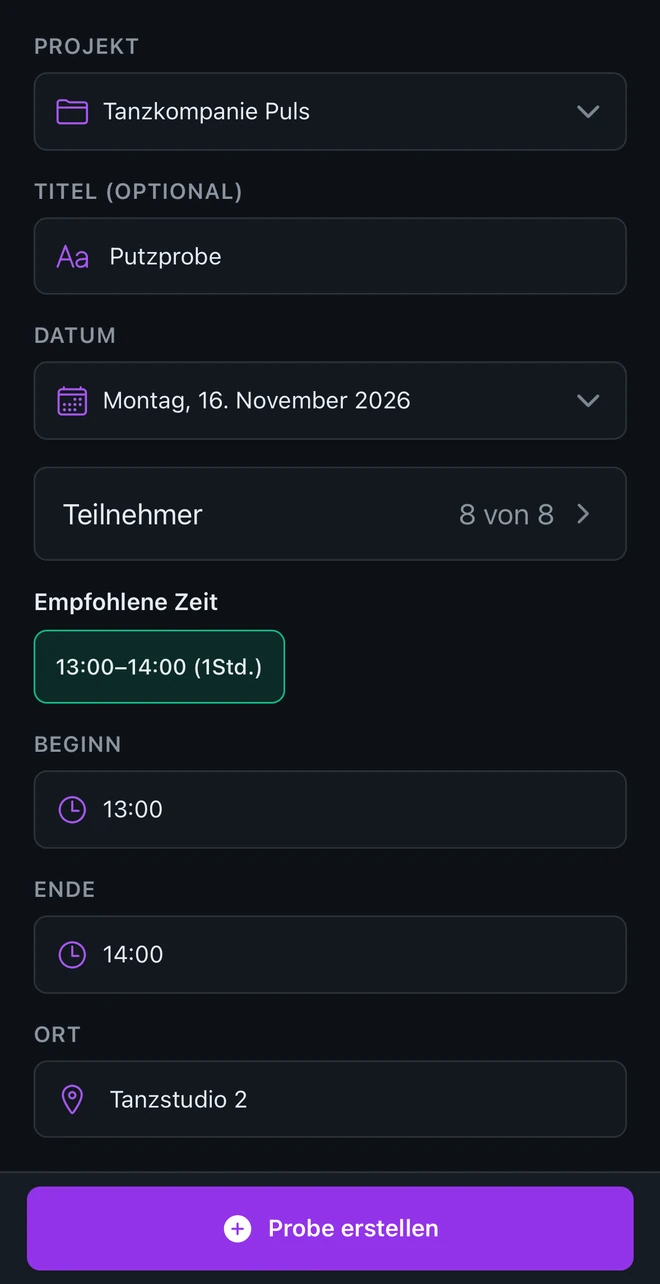 PROJEKT
Tanzkompanie Puls
TITEL (OPTIONAL)
Aa Putzprobe
DATUM
Montag, 16. November 2026
Teilnehmer 8 von 8
Empfohlene Zeit
13:00–14:00 (1Std.)
BEGINN
13:00
ENDE
14:00
ORT
Tanzstudio 2
Probe erstellen